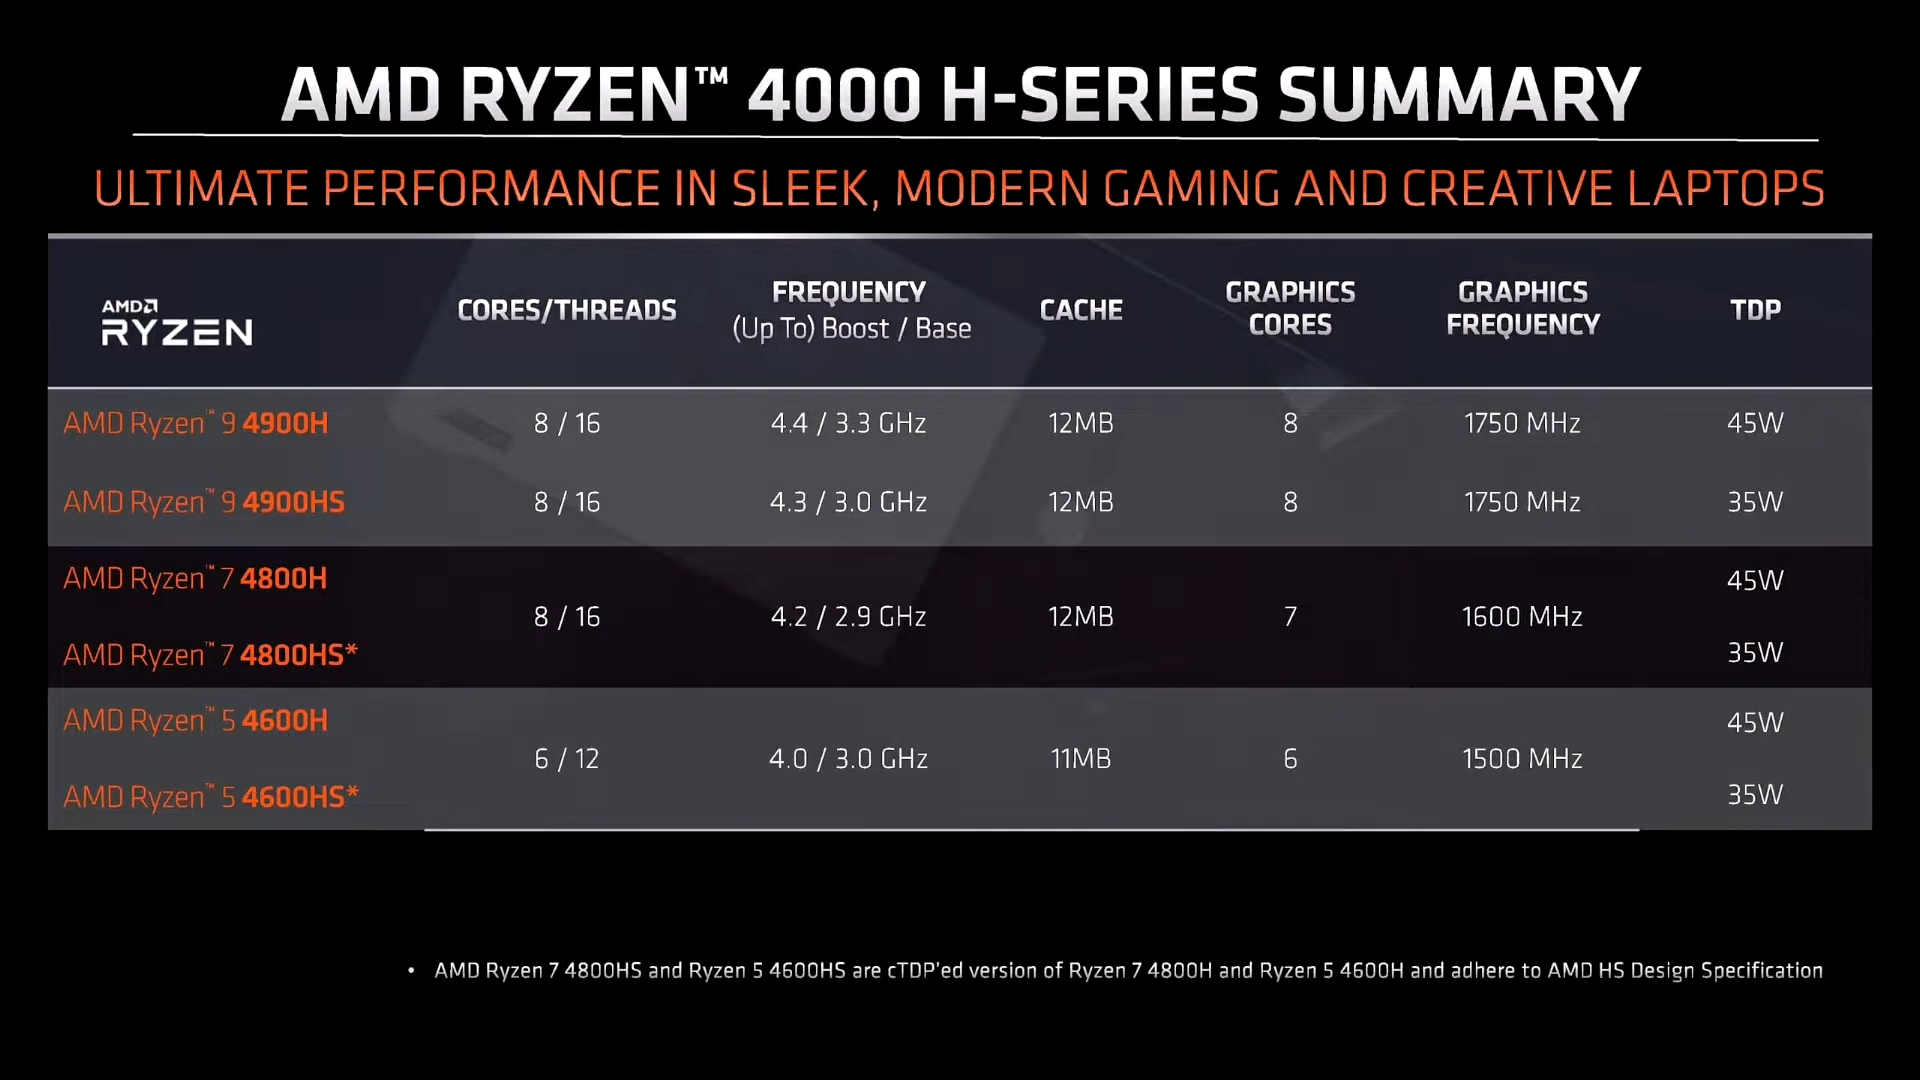 AMD RYZEN™ 4000 H-SERIES SUMMARY
ULTIMATE PERFORMANCE IN SLEEK, MODERN GAMING AND CREATIVE LAPTOPS
AMD RYZEN CORES/THREADS FREQUENCY (Up To) Boost / Base CACHE GRAPHICS CORES GRAPHICS FREQUENCY TDP
AMD Ryzen™ 9 4900H 8 / 16 4.4 / 3.3 GHz 12MB 8 1750 MHz 45W
AMD Ryzen™ 9 4900HS 8 / 16 4.3 / 3.0 GHz 12MB 8 1750 MHz 35W
AMD Ryzen™ 7 4800H 45W
8 / 16 4.2 / 2.9 GHz 12MB 7 1600 MHz
AMD Ryzen™ 7 4800HS* 35W
AMD Ryzen™ 5 4600H 45W
6 / 12 4.0 / 3.0 GHz 11MB 6 1500 MHz
AMD Ryzen™ 5 4600HS* 35W
• AMD Ryzen 7 4800HS and Ryzen 5 4600HS are cTDP'ed version of Ryzen 7 4800H and Ryzen 5 4600H and adhere to AMD HS Design Specification